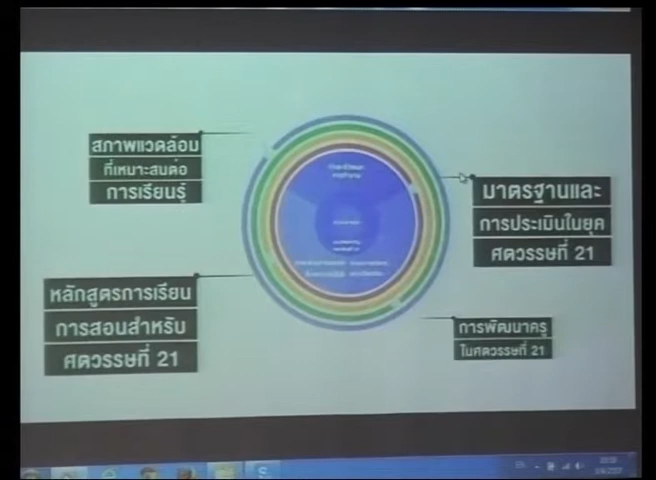 สภาพแวดล้อม
ที่เหมาะสมต่อ
การเรียนรู้
มาตรฐานและ
การประเมินในยุค
ศตวรรษที่ 21
หลักสูตรการเรียน
การสอนสำหรับ
ศตวรรษที่ 21
การพัฒนาครู
ในศตวรรษที่ 21
EN